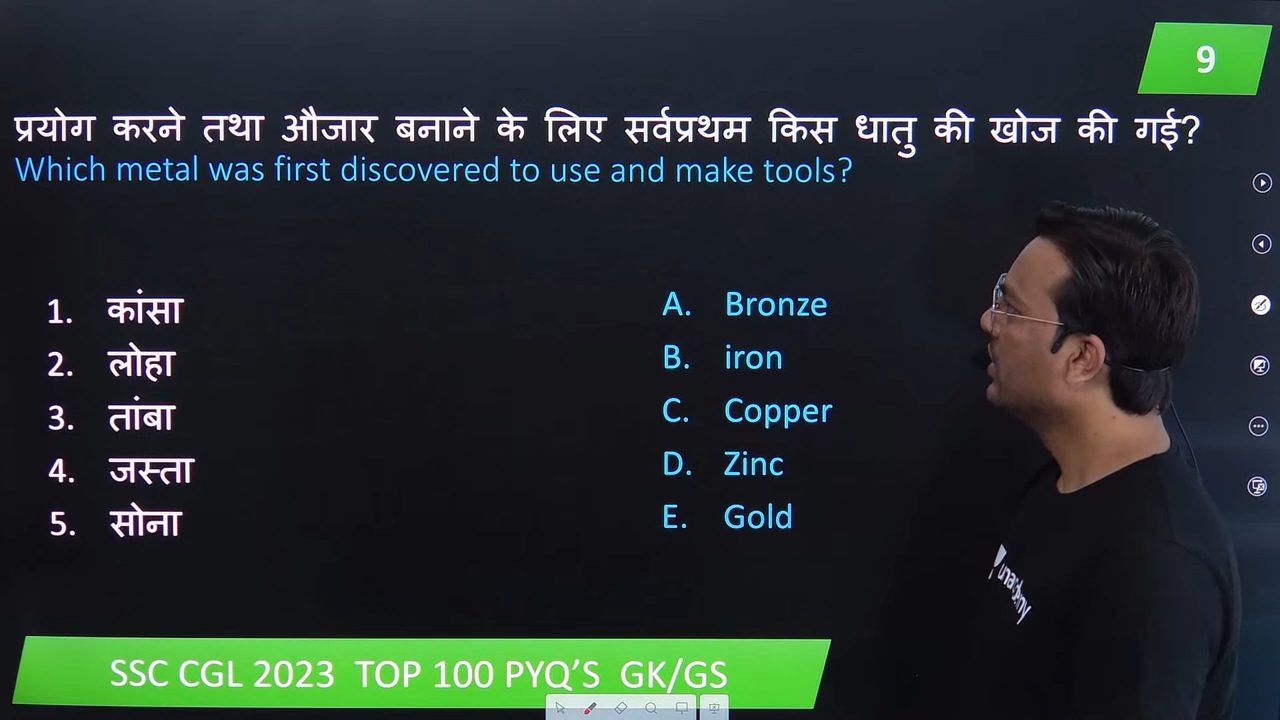 9
प्रयोग करने तथा औजार बनाने के लिए सर्वप्रथम किस धातु की खोज की गई?
Which metal was first discovered to use and make tools?
1. कांसा
2. लोहा
3. तांबा
4. जस्ता
5. सोना
A. Bronze
B. iron
C. Copper
D. Zinc
E. Gold
unacademy
SSC CGL 2023 TOP 100 PYQ'S GK/GS